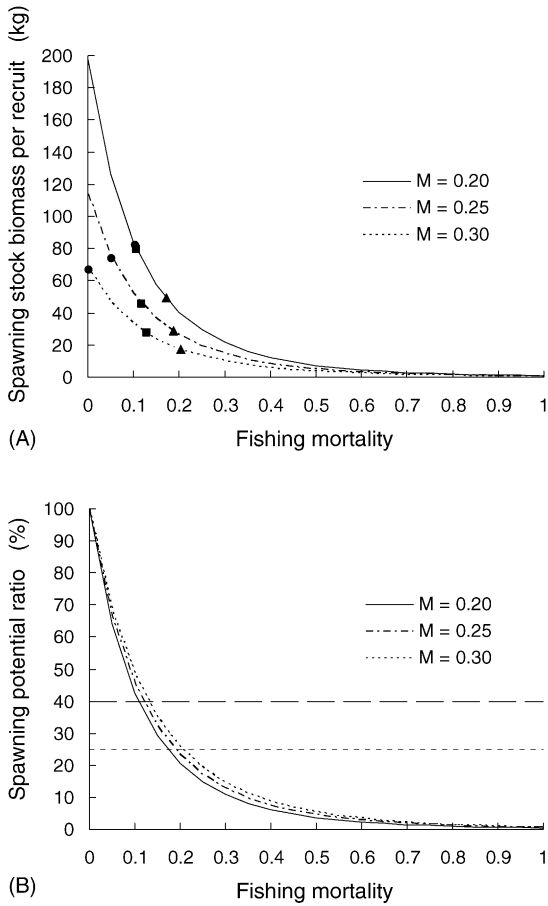 Spawning stock biomass per recruit (kg)
200
180
160
140
120
100
80
60
40
20
0
M = 0.20
M = 0.25
M = 0.30
0 0.1 0.2 0.3 0.4 0.5 0.6 0.7 0.8 0.9 1
(A)
Fishing mortality
Spawning potential ratio (%)
100
90
80
70
60
50
40
30
20
10
0
M = 0.20
M = 0.25
M = 0.30
0 0.1 0.2 0.3 0.4 0.5 0.6 0.7 0.8 0.9 1
(B)
Fishing mortality